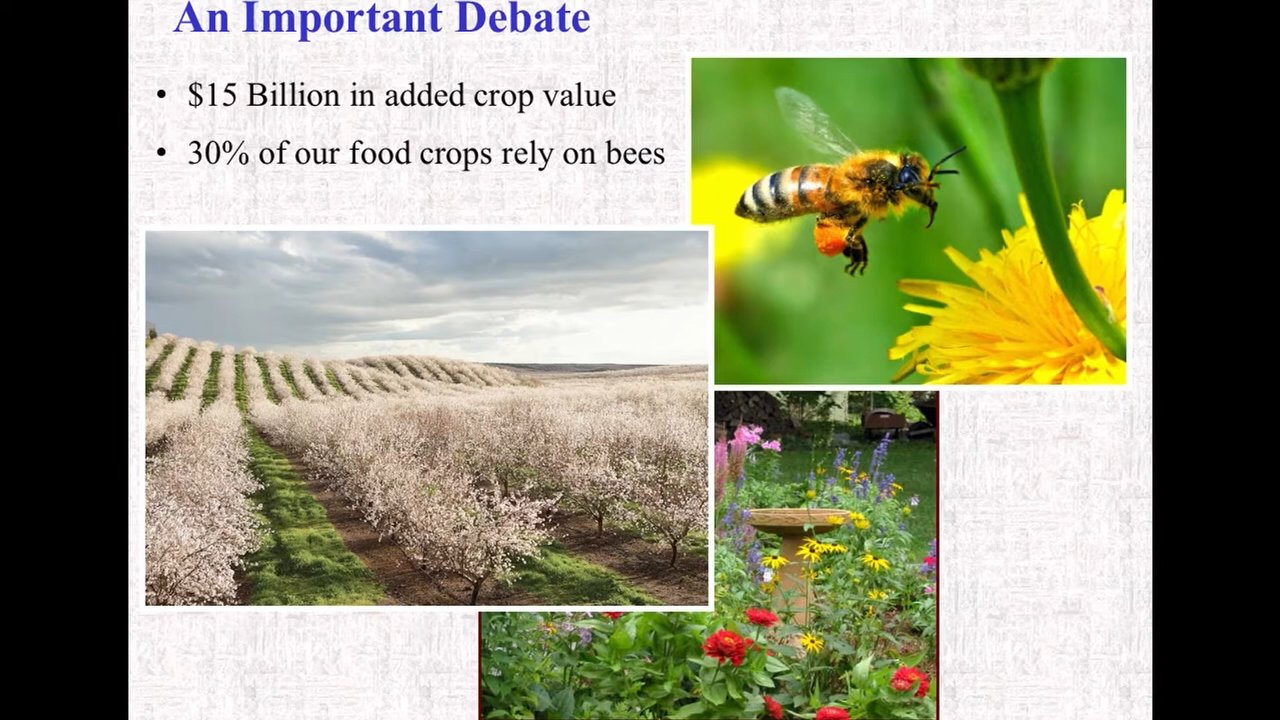 An Important Debate
• $15 Billion in added crop value
• 30% of our food crops rely on bees